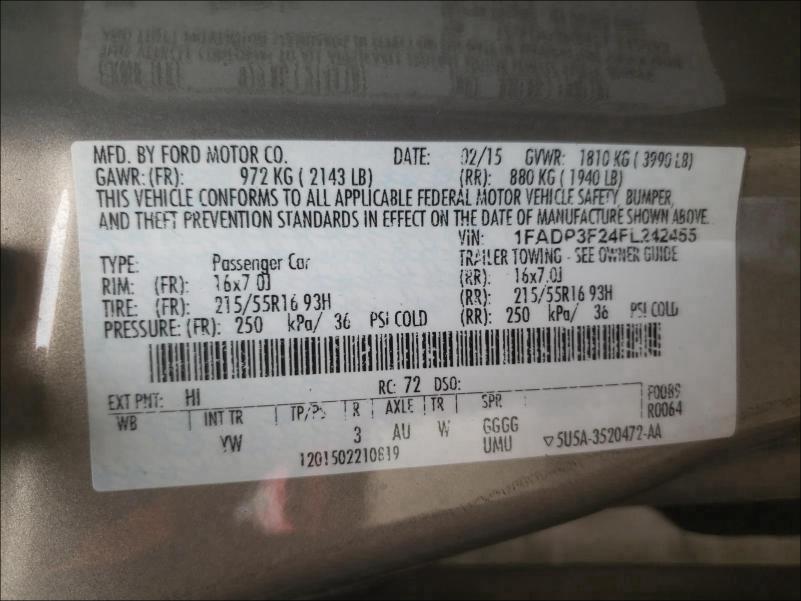 MFD. BY FORD MOTOR CO. DATE: 02/15 GVWR: 1810 KG ( 3990 LB)
GAWR: (FR): 972 KG ( 2143 LB) (RR): 880 KG ( 1940 LB)
THIS VEHICLE CONFORMS TO ALL APPLICABLE FEDERAL MOTOR VEHICLE SAFETY, BUMPER,
AND THEFT PREVENTION STANDARDS IN EFFECT ON THE DATE OF MANUFACTURE SHOWN ABOVE.
VIN: 1FADP3F24FL242455
TYPE: Passenger Car TRAILER TOWING - SEE OWNER GUIDE
RIM: (FR): 16x7.0J (RR): 16x7.0J
TIRE: (FR): 215/55R16 93H (RR): 215/55R16 93H
PRESSURE: (FR): 250 kPa/ 36 PSI COLD (RR): 250 kPa/ 36 PSI COLD
EXT PNT: HI RC: 72 DSO:
WB | INT TR | TP/PS | R | AXLE | TR | SPR F0085
R0064
YW 3 AU W GGGG
UMU ▽5U5A-3520472-AA
1201502210819